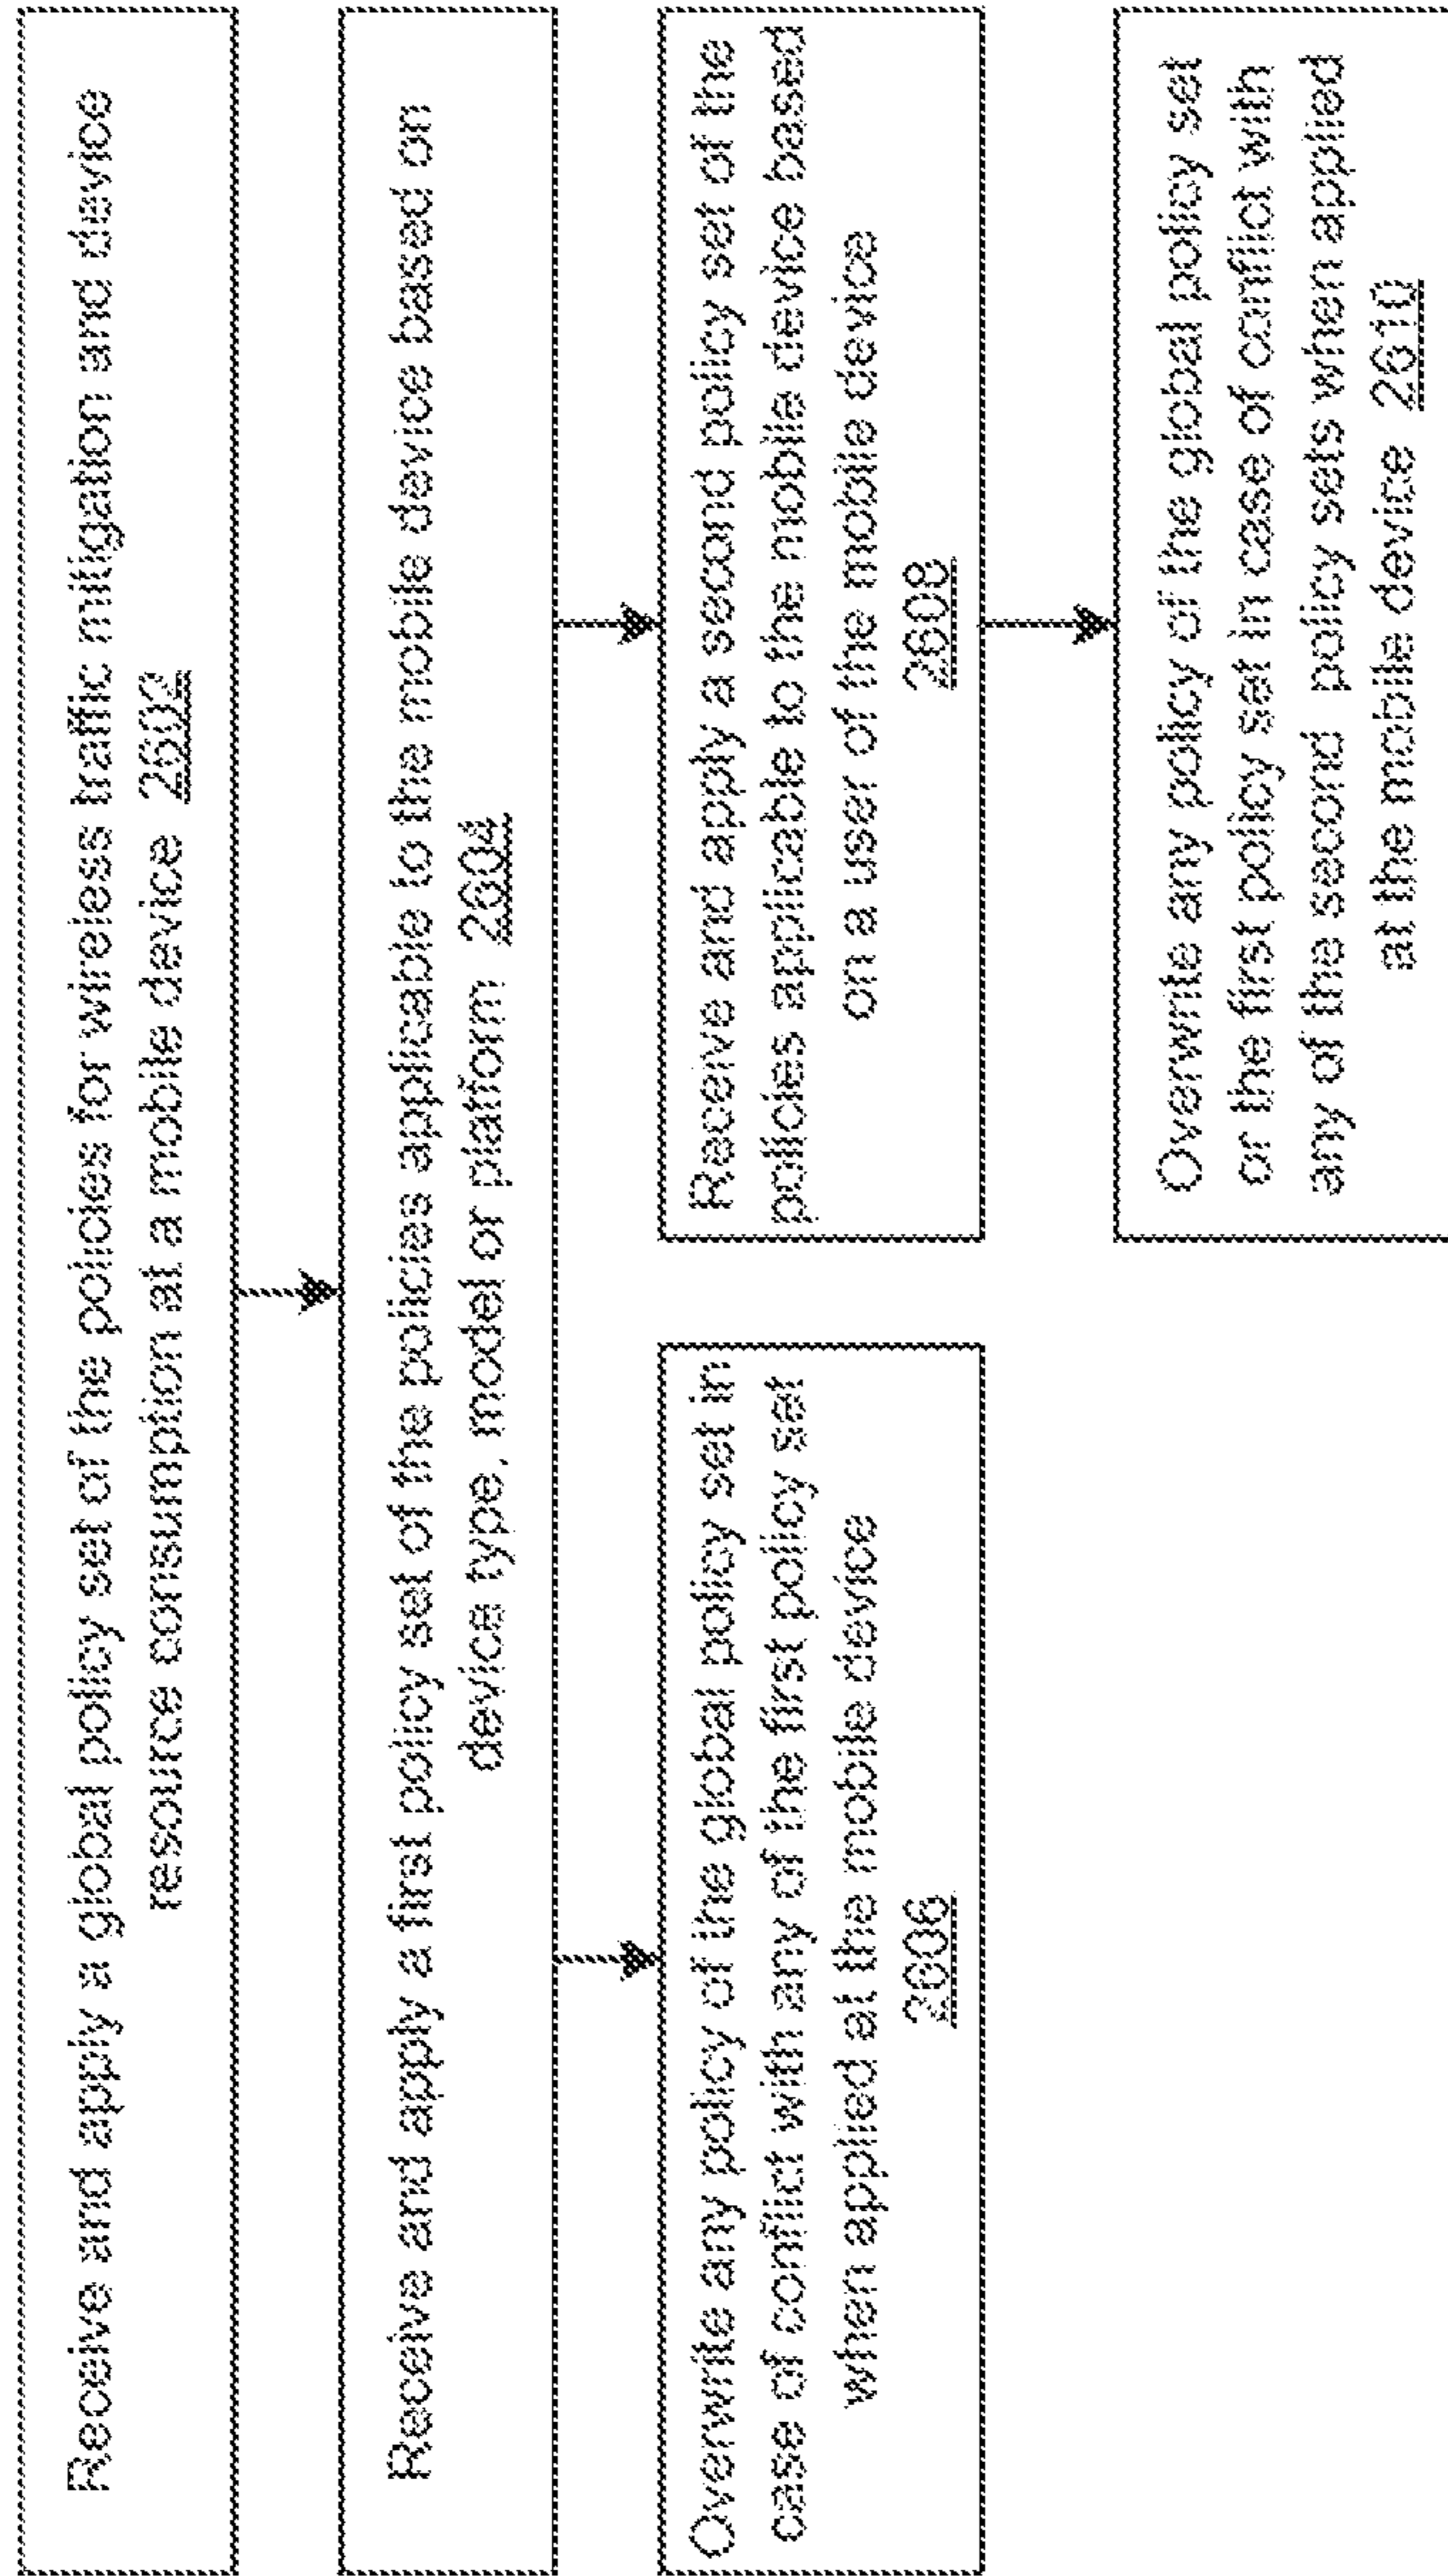 Receive and apply a global policy set of the policies for wireless traffic mitigation and device
resource consumption at a mobile device 2602
Receive and apply a first policy set of the policies applicable to the mobile device based on
device type, model or platform 2604
Overwrite any policy of the global policy set in
case of conflict with any of the first policy set
when applied at the mobile device
2606
Receive and apply a second policy set of the
policies applicable to the mobile device based
on a user of the mobile device
2608
Overwrite any policy of the global policy set
or the first policy set in case of conflict with
any of the second policy sets when applied
at the mobile device 2610